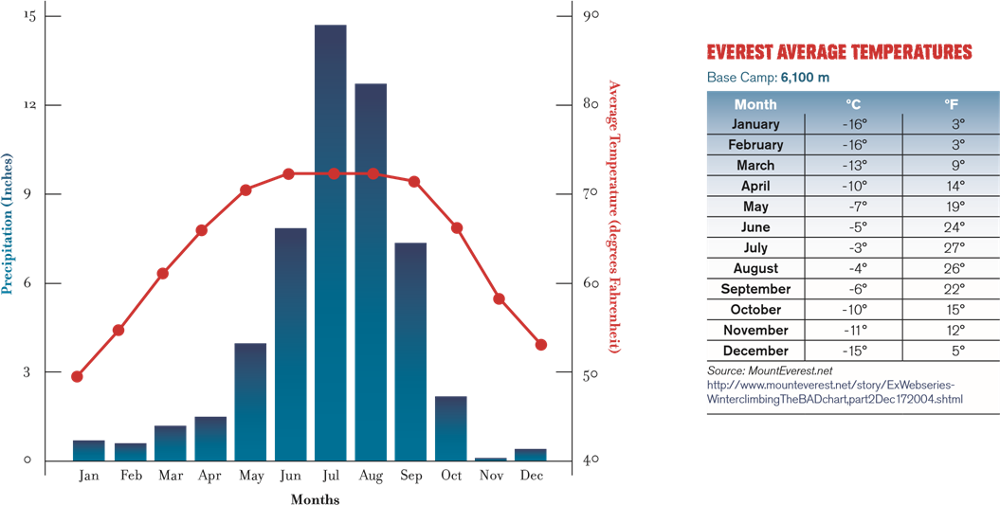 15
12
9
6
3
0
Precipitation (Inches)
90
80
70
60
50
40
Average Temperature (degrees Fahrenheit)
Jan Feb Mar Apr May Jun Jul Aug Sep Oct Nov Dec
Months
EVEREST AVERAGE TEMPERATURES
Base Camp: 6,100 m
Month °C °F
January -16° 3°
February -16° 3°
March -13° 9°
April -10° 14°
May -7° 19°
June -5° 24°
July -3° 27°
August -4° 26°
September -6° 22°
October -10° 15°
November -11° 12°
December -15° 5°
Source: MountEverest.net
http://www.mounteverest.net/story/ExWebseries-
WinterclimbingTheBADchart,part2Dec172004.shtml